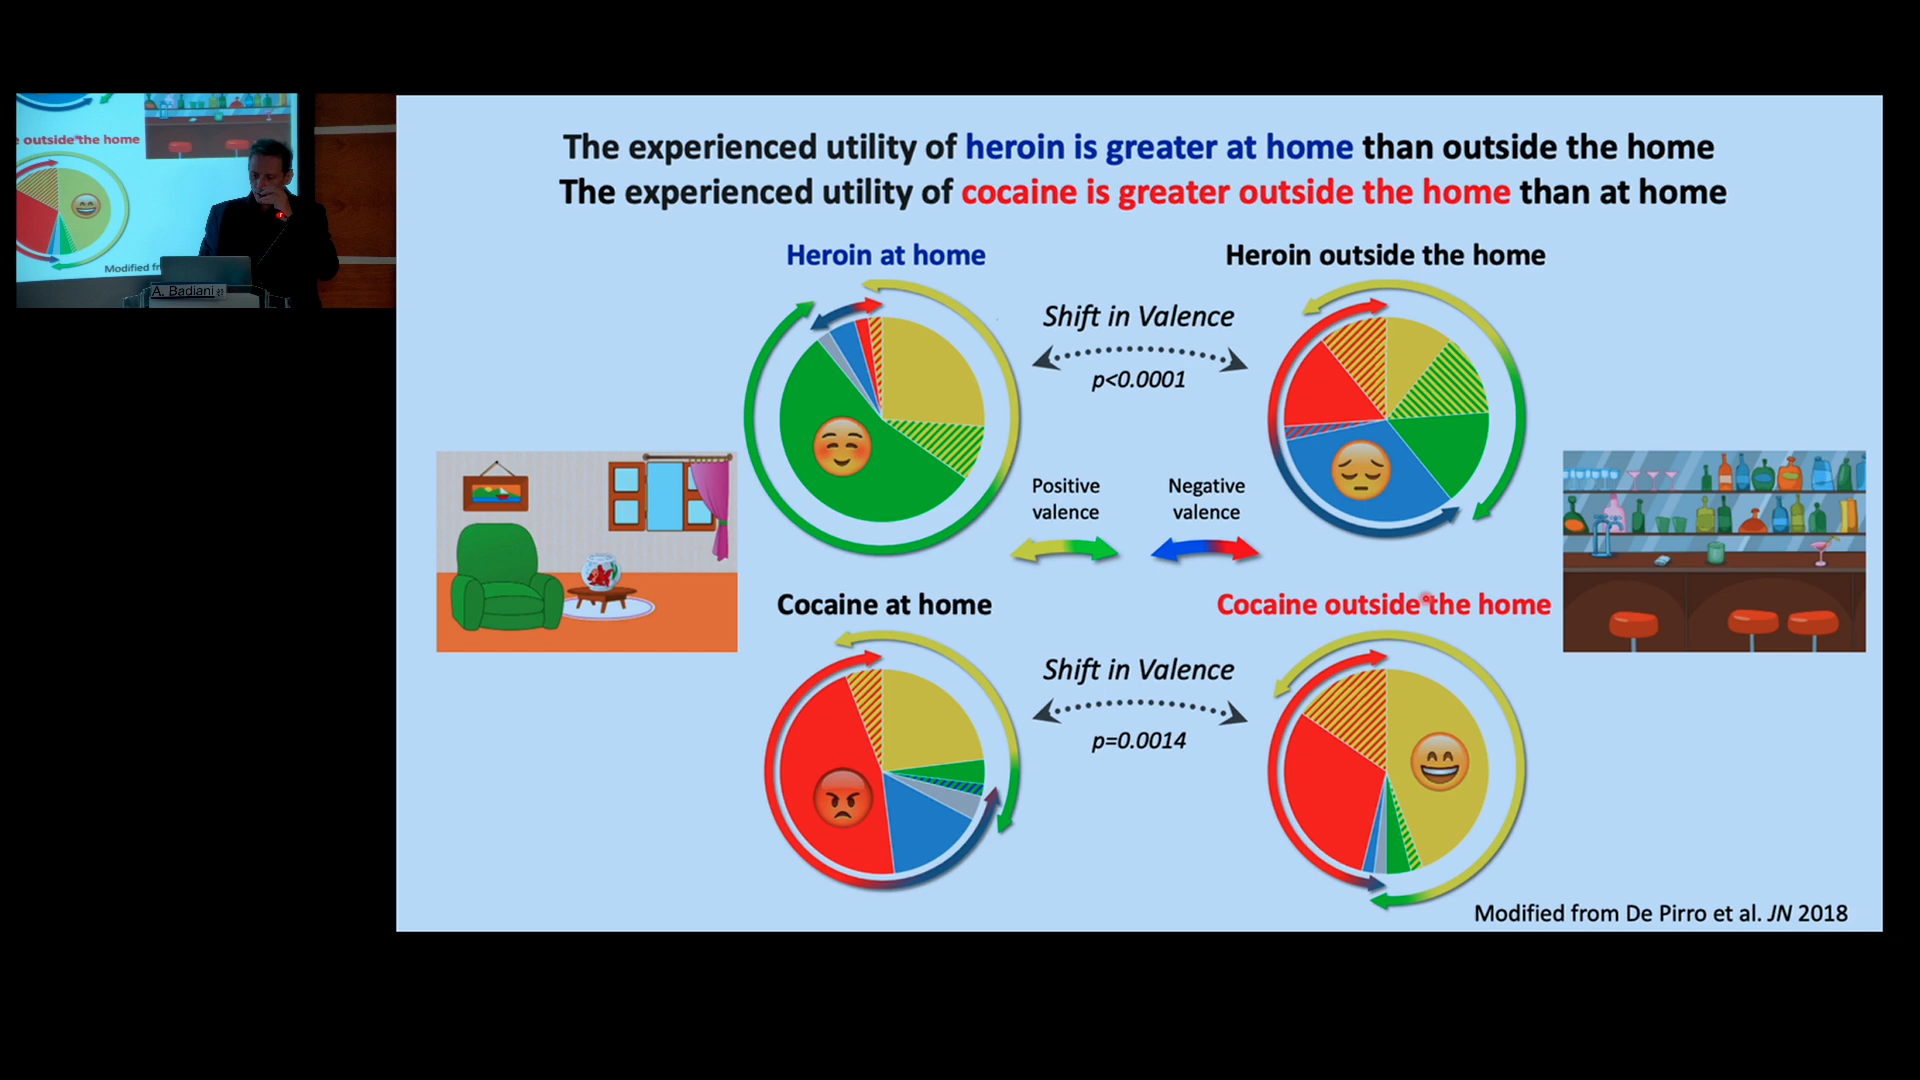 outside the home
Modified fr
A. Badiani
The experienced utility of heroin is greater at home than outside the home
The experienced utility of cocaine is greater outside the home than at home
Heroin at home
Heroin outside the home
Shift in Valence
p<0.0001
Positive
valence
Negative
valence
Cocaine at home
Cocaine outside the home
Shift in Valence
p=0.0014
Modified from De Pirro et al. JN 2018